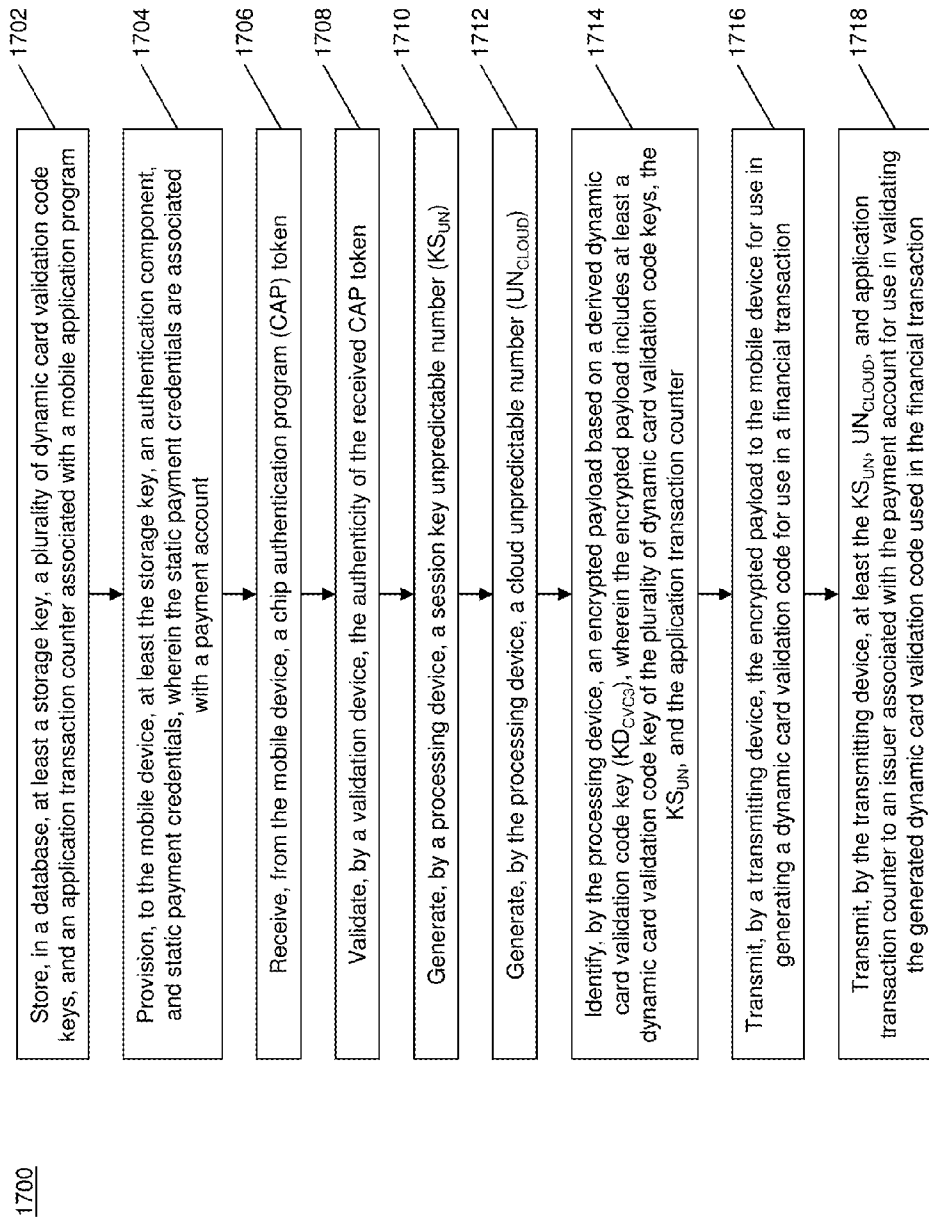 1700
Store, in a database, at least a storage key, a plurality of dynamic card validation code
keys, and an application transaction counter associated with a mobile application program
1702
Provision, to the mobile device, at least the storage key, an authentication component,
and static payment credentials, wherein the static payment credentials are associated
with a payment account
1704
Receive, from the mobile device, a chip authentication program (CAP) token
1706
Validate, by a validation device, the authenticity of the received CAP token
1708
Generate, by a processing device, a session key unpredictable number (KS_UN)
1710
Generate, by the processing device, a cloud unpredictable number (UN_CLOUD)
1712
Identify, by the processing device, an encrypted payload based on a derived dynamic
card validation code key (KD_CVC3), wherein the encrypted payload includes at least a
dynamic card validation code key of the plurality of dynamic card validation code keys, the
KS_UN, and the application transaction counter
1714
Transmit, by a transmitting device, the encrypted payload to the mobile device for use in
generating a dynamic card validation code for use in a financial transaction
1716
Transmit, by the transmitting device, at least the KS_UN, UN_CLOUD, and application
transaction counter to an issuer associated with the payment account for use in validating
the generated dynamic card validation code used in the financial transaction
1718